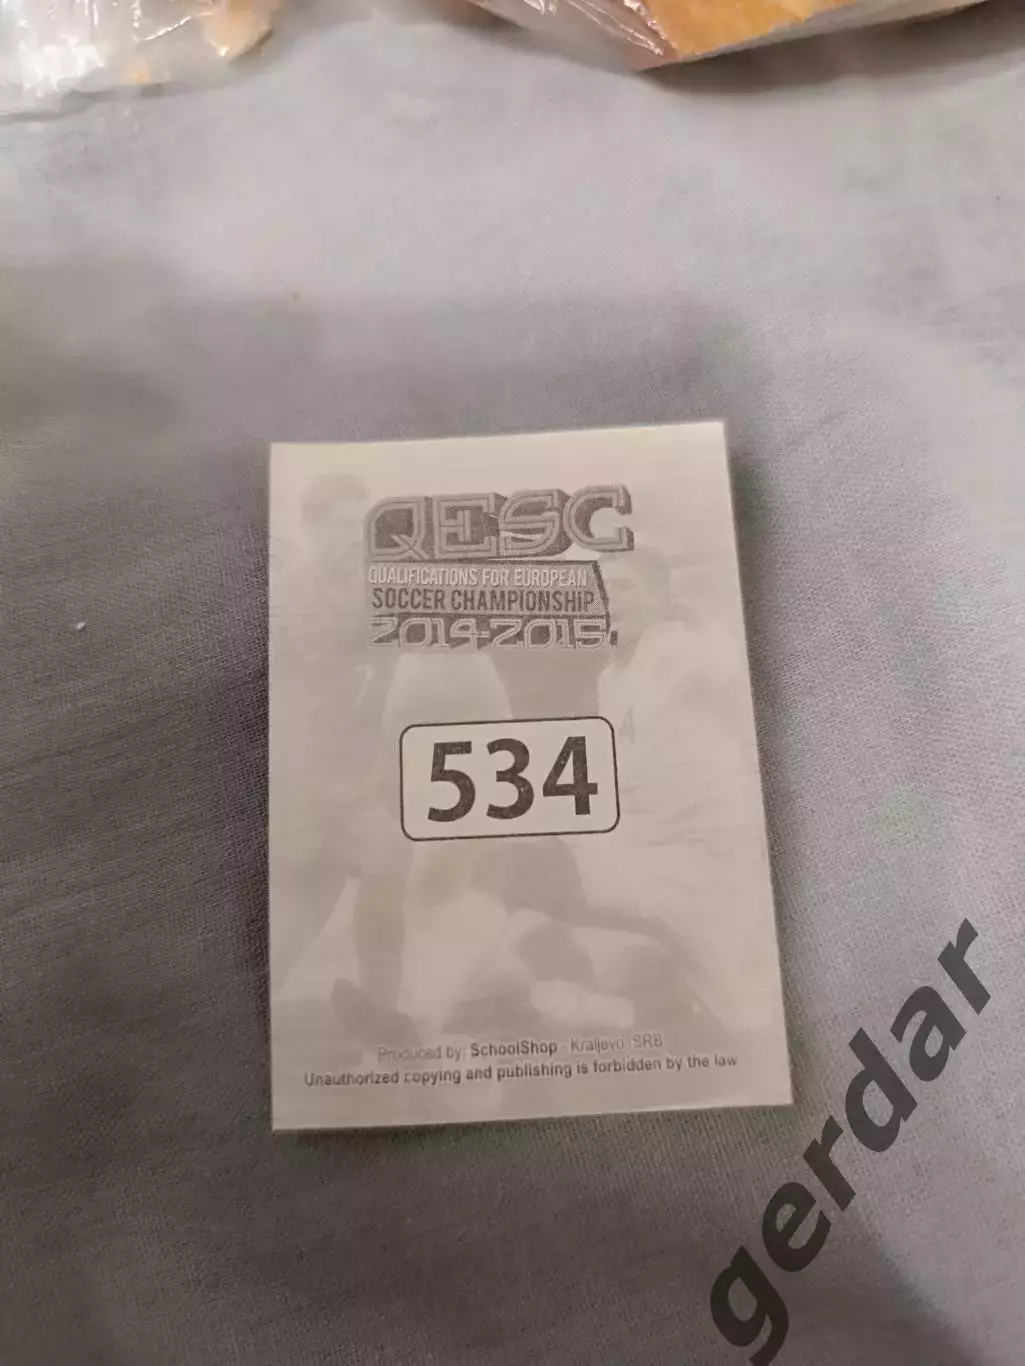 QESC
QUALIFICATIONS FOR EUROPEAN
SOCCER CHAMPIONSHIP
2014-2015
534
Produced by: SchoolShop - Kraljevo SRB
Unauthorized copying and publishing is forbidden by the law
gerdar